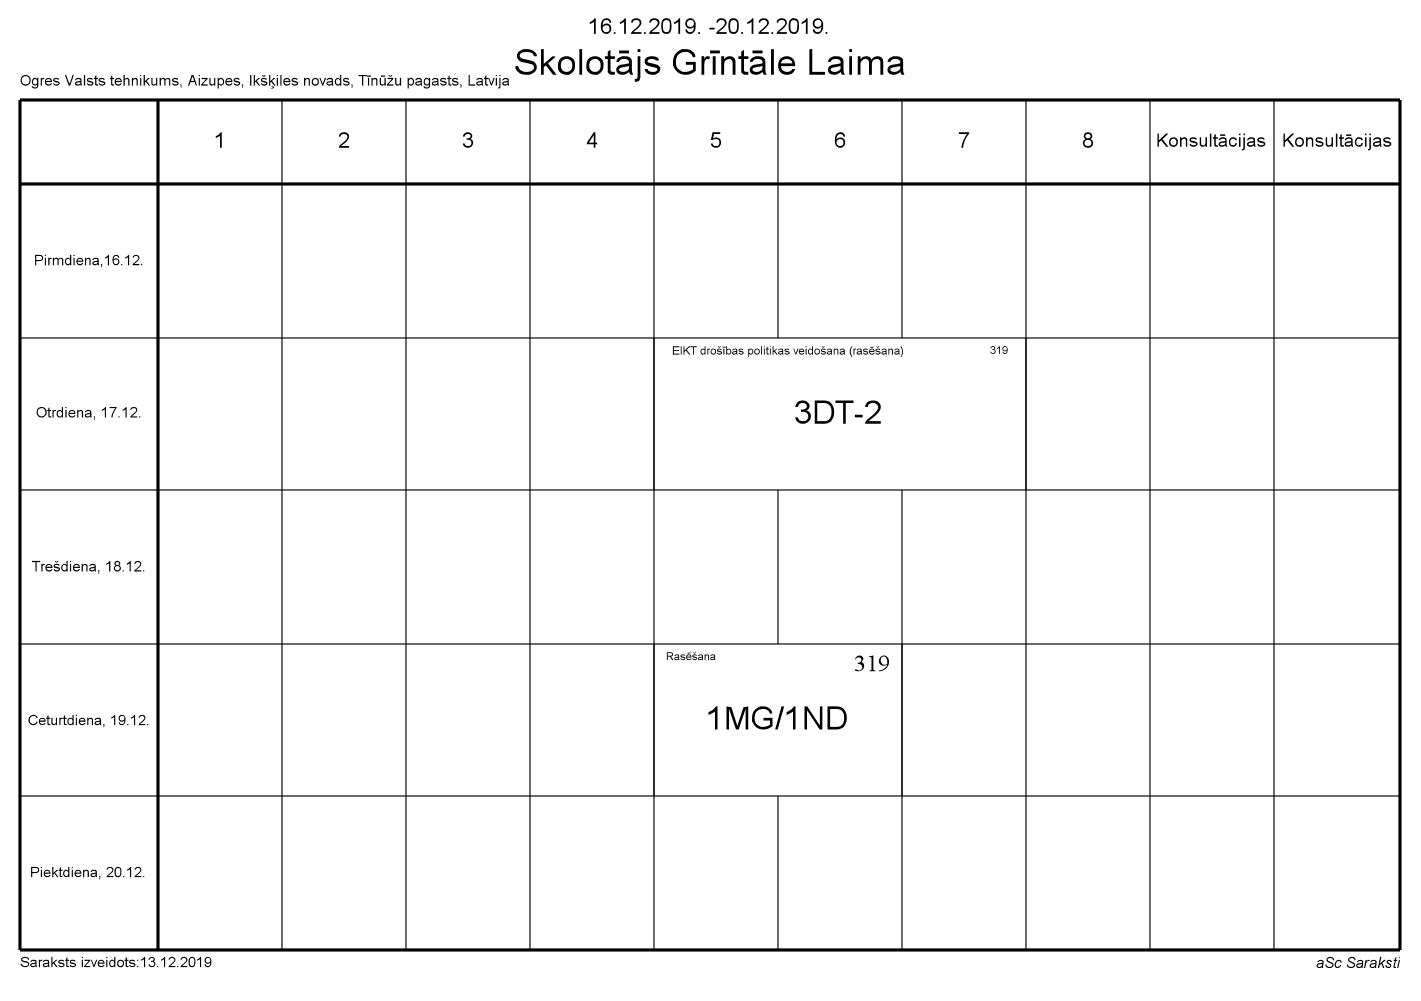 16.12.2019. -20.12.2019.
Skolotājs Grīntāle Laima
Ogres Valsts tehnikums, Aizupes, Ikšķiles novads, Tīnūžu pagasts, Latvija
1 2 3 4 5 6 7 8 Konsultācijas Konsultācijas
Pirmdiena,16.12.
EIKT drošības politikas veidošana (rasēšana) 319
Otrdiena, 17.12. 3DT-2
Trešdiena, 18.12.
Rasēšana 319
Ceturtdiena, 19.12. 1MG/1ND
Piektdiena, 20.12.
Saraksts izveidots:13.12.2019 aSc Saraksti